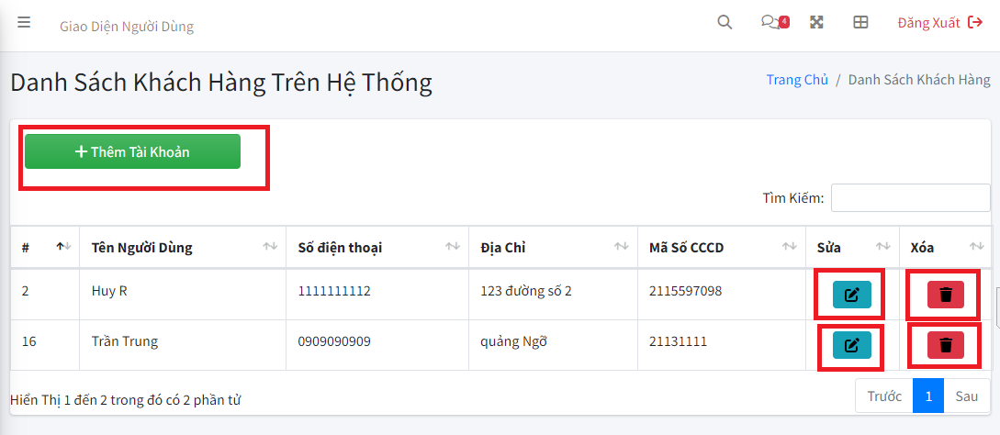 Giao Diện Người Dùng 4 Đăng Xuất
Danh Sách Khách Hàng Trên Hệ Thống Trang Chủ / Danh Sách Khách Hàng
+ Thêm Tài Khoản
Tìm Kiếm:
# Tên Người Dùng Số điện thoại Địa Chỉ Mã Số CCCD Sửa Xóa
2 Huy R 1111111112 123 đường số 2 2115597098
16 Trần Trung 0909090909 quảng Ngỡ 21131111
Hiển Thị 1 đến 2 trong đó có 2 phần tử Trước 1 Sau